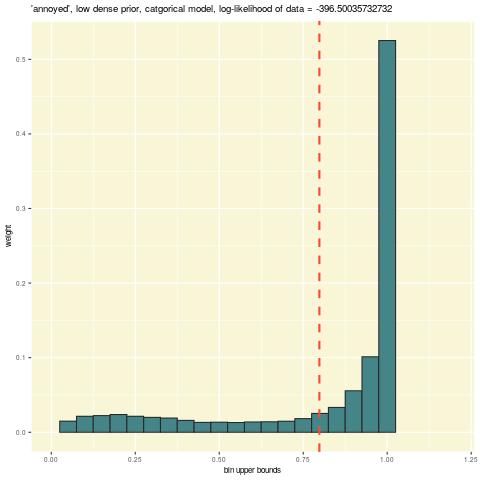 'annoyed', low dense prior, catgorical model, log-likelihood of data = -396.50035732732
0.5
0.4
0.3
0.2
0.1
0.0
weight
0.00 0.25 0.50 0.75 1.00 1.25
bin upper bounds